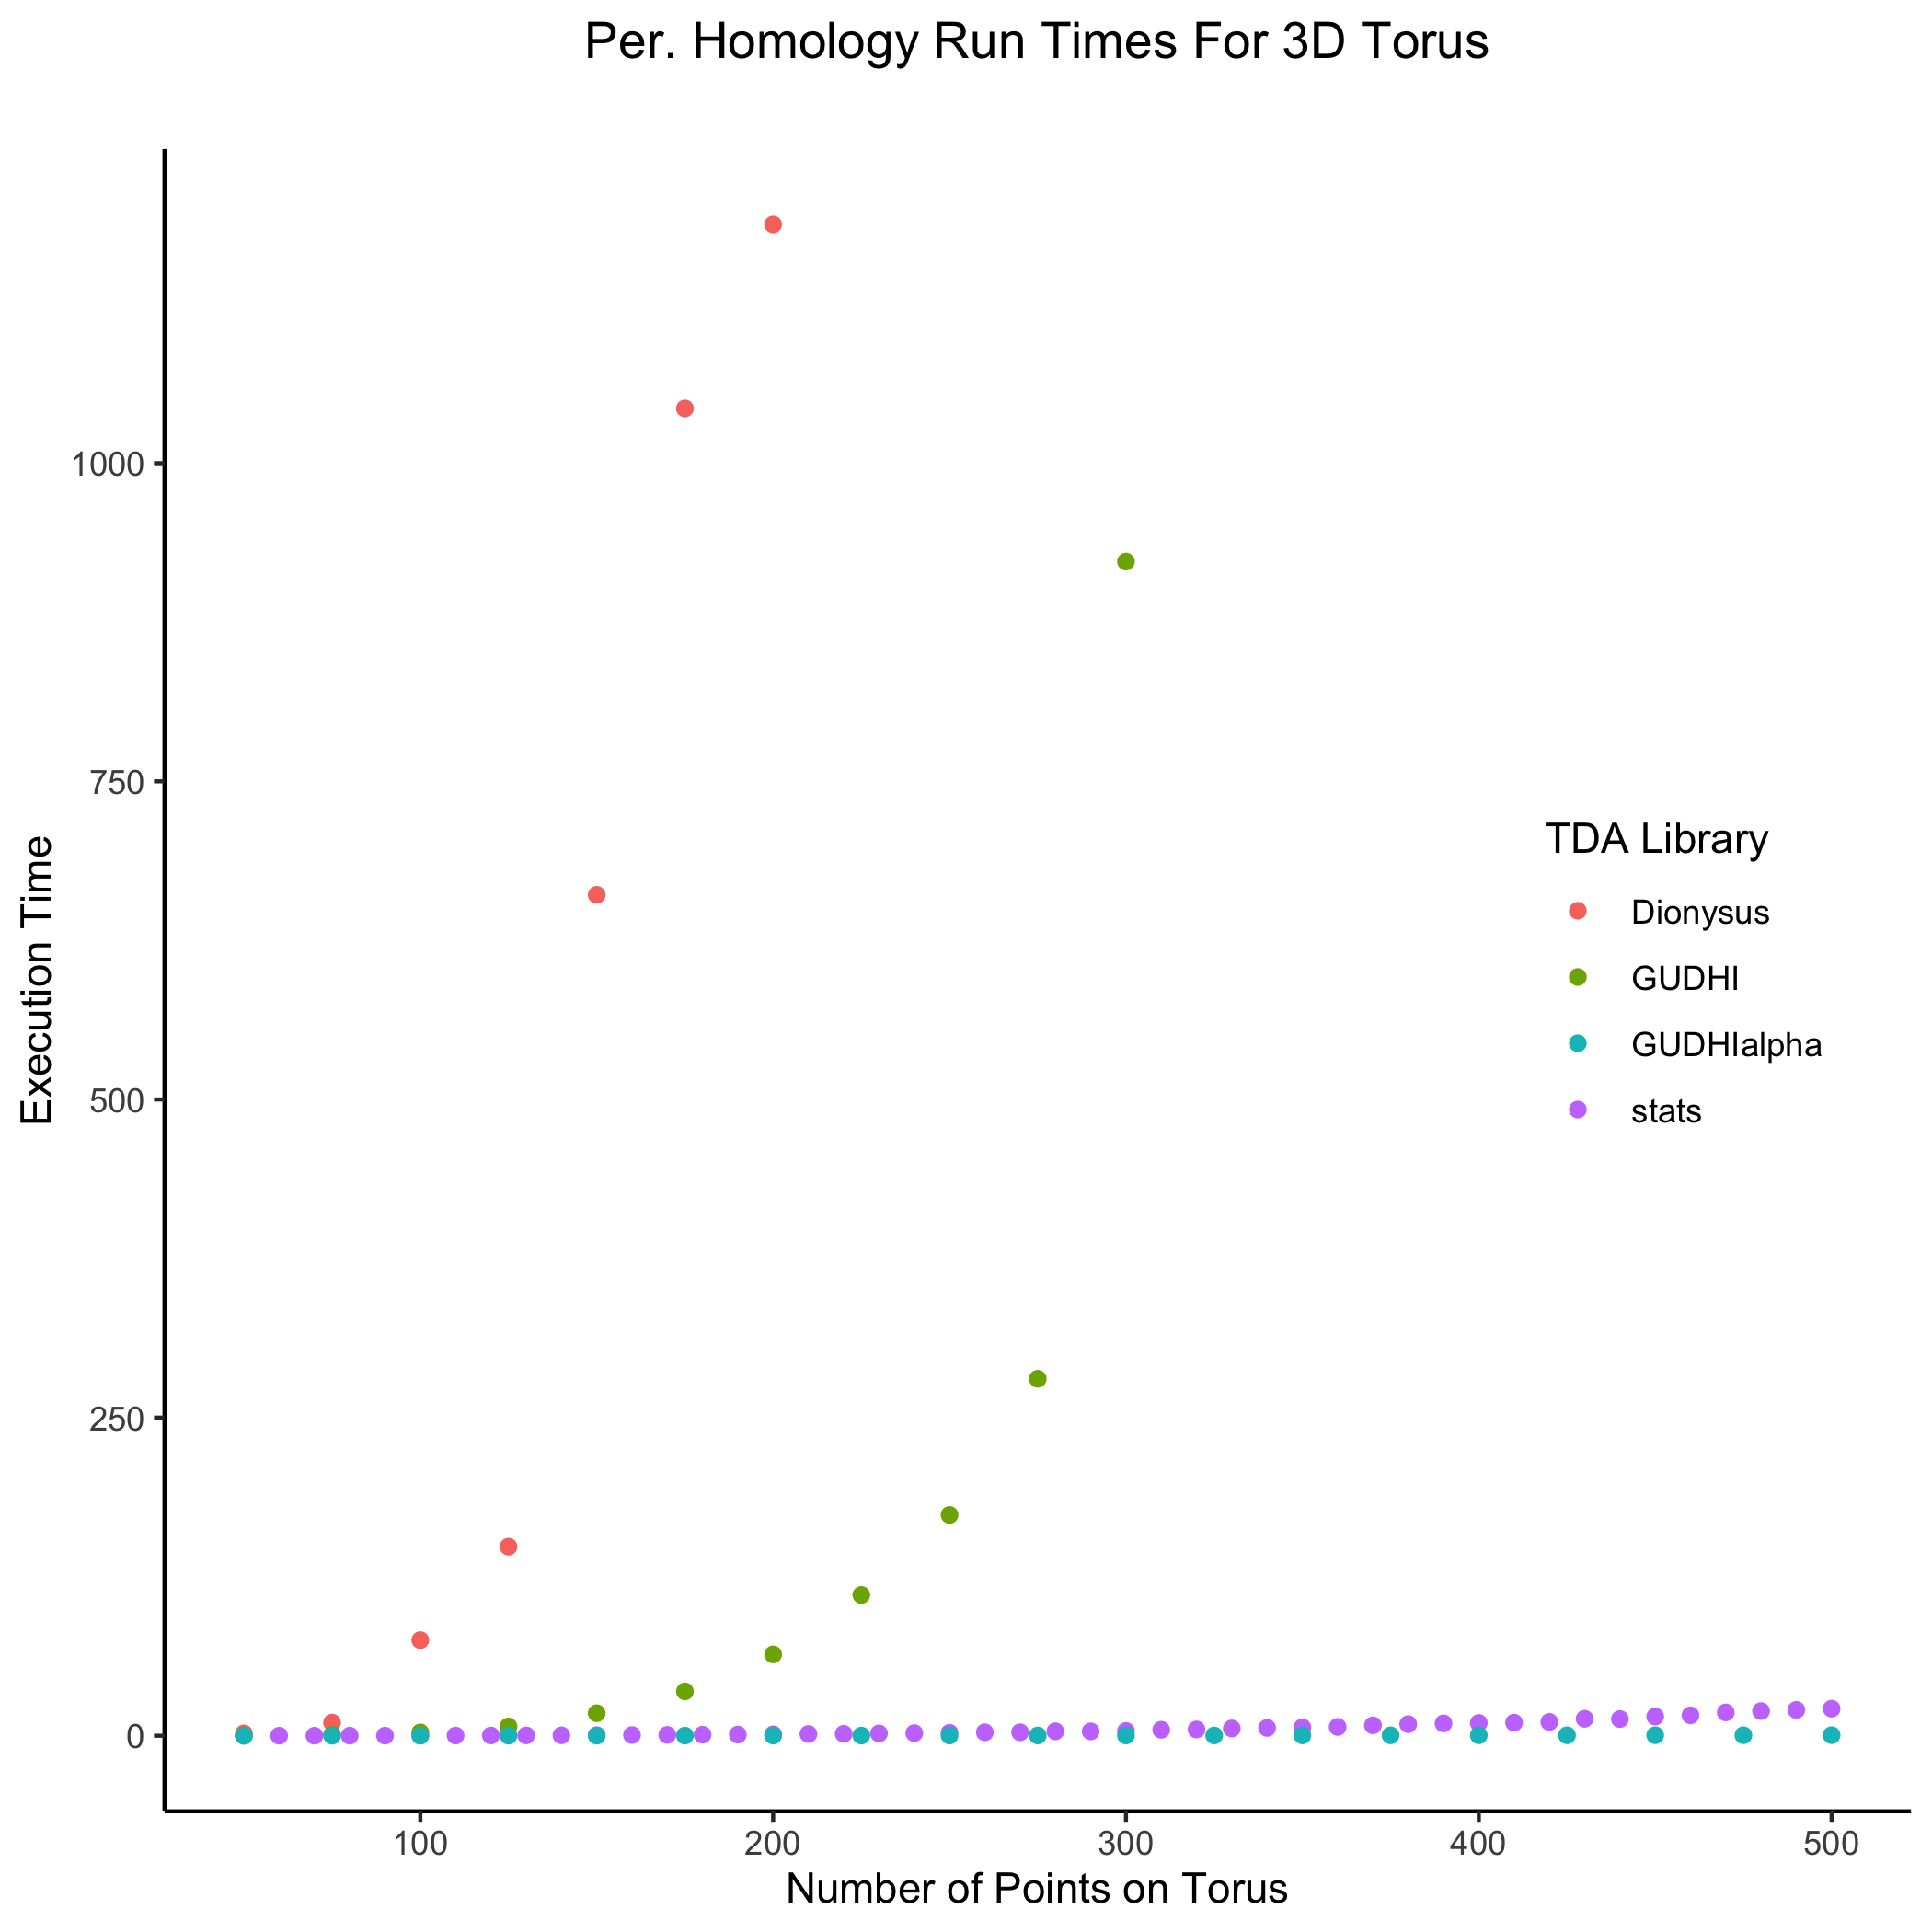 Per. Homology Run Times For 3D Torus
1000
750
500
250
0
Execution Time
TDA Library
Dionysus
GUDHI
GUDHIalpha
stats
100 200 300 400 500
Number of Points on Torus